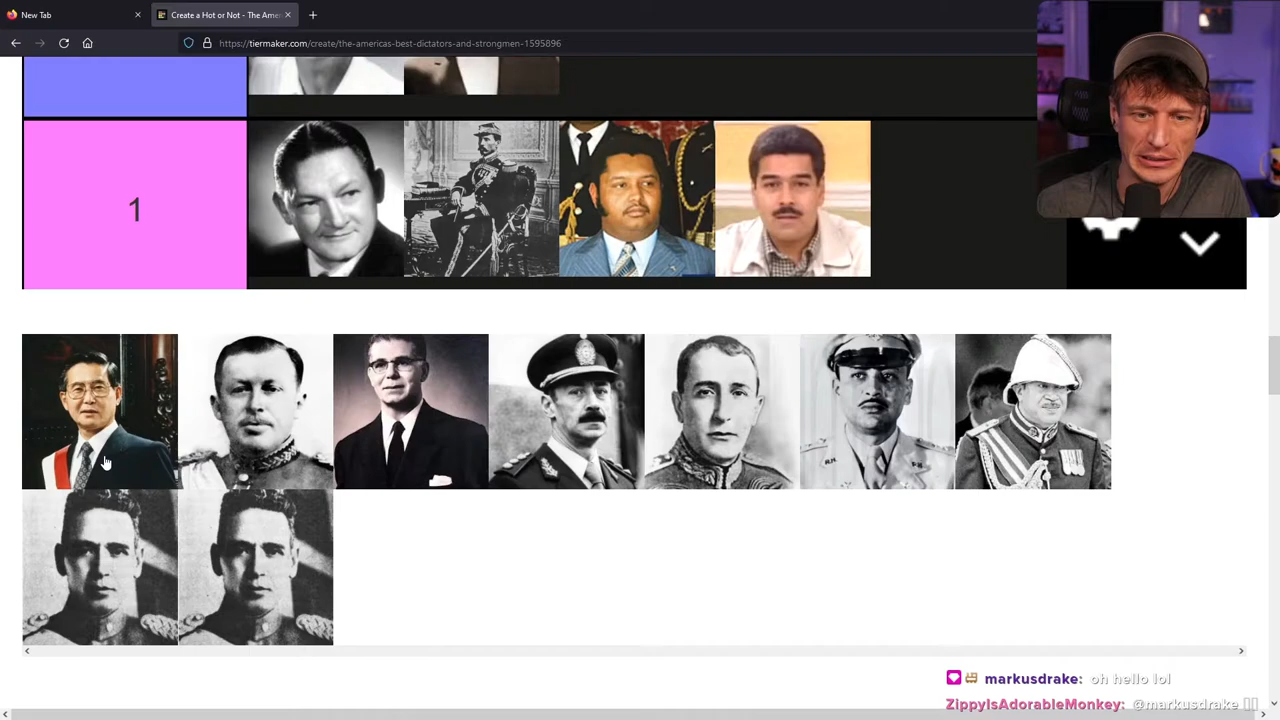 New Tab
Create a Hot or Not - The Ame
https://tiermaker.com/create/the-americas-best-dictators-and-strongmen-1595896
1
markusdrake: oh hello lol
ZippyIsAdorableMonkey: @markusdrake